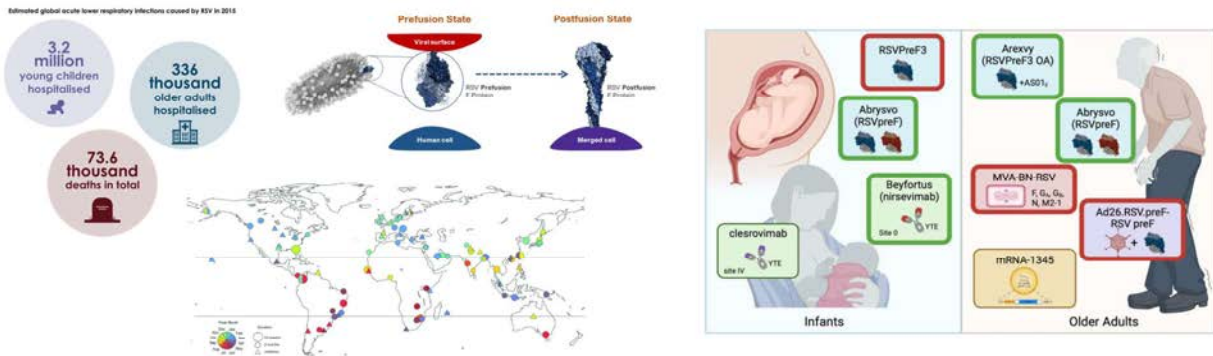 Estimated global acute lower respiratory infections caused by RSV in 2015
3.2
million
young children
hospitalised
336
thousand
older adults
hospitalised
73.6
thousand
deaths in total
Prefusion State
Viral surface
RSV Prefusion
F Protein
Human cell
Postfusion State
RSV Postfusion
F Protein
Merged cell
RSVPreF3
Abrysvo
(RSVpreF)
Beyfortus
(nirsevimab)
Site 0
YTE
clesrovimab
site IV
YTE
Infants
Arexvy
(RSVPreF3 OA)
Abrysvo
(RSVpreF)
MVA-BN-RSV
N, M2-1
Ad26.RSV.preF-
RSV preF
+
mRNA-1345
Older Adults